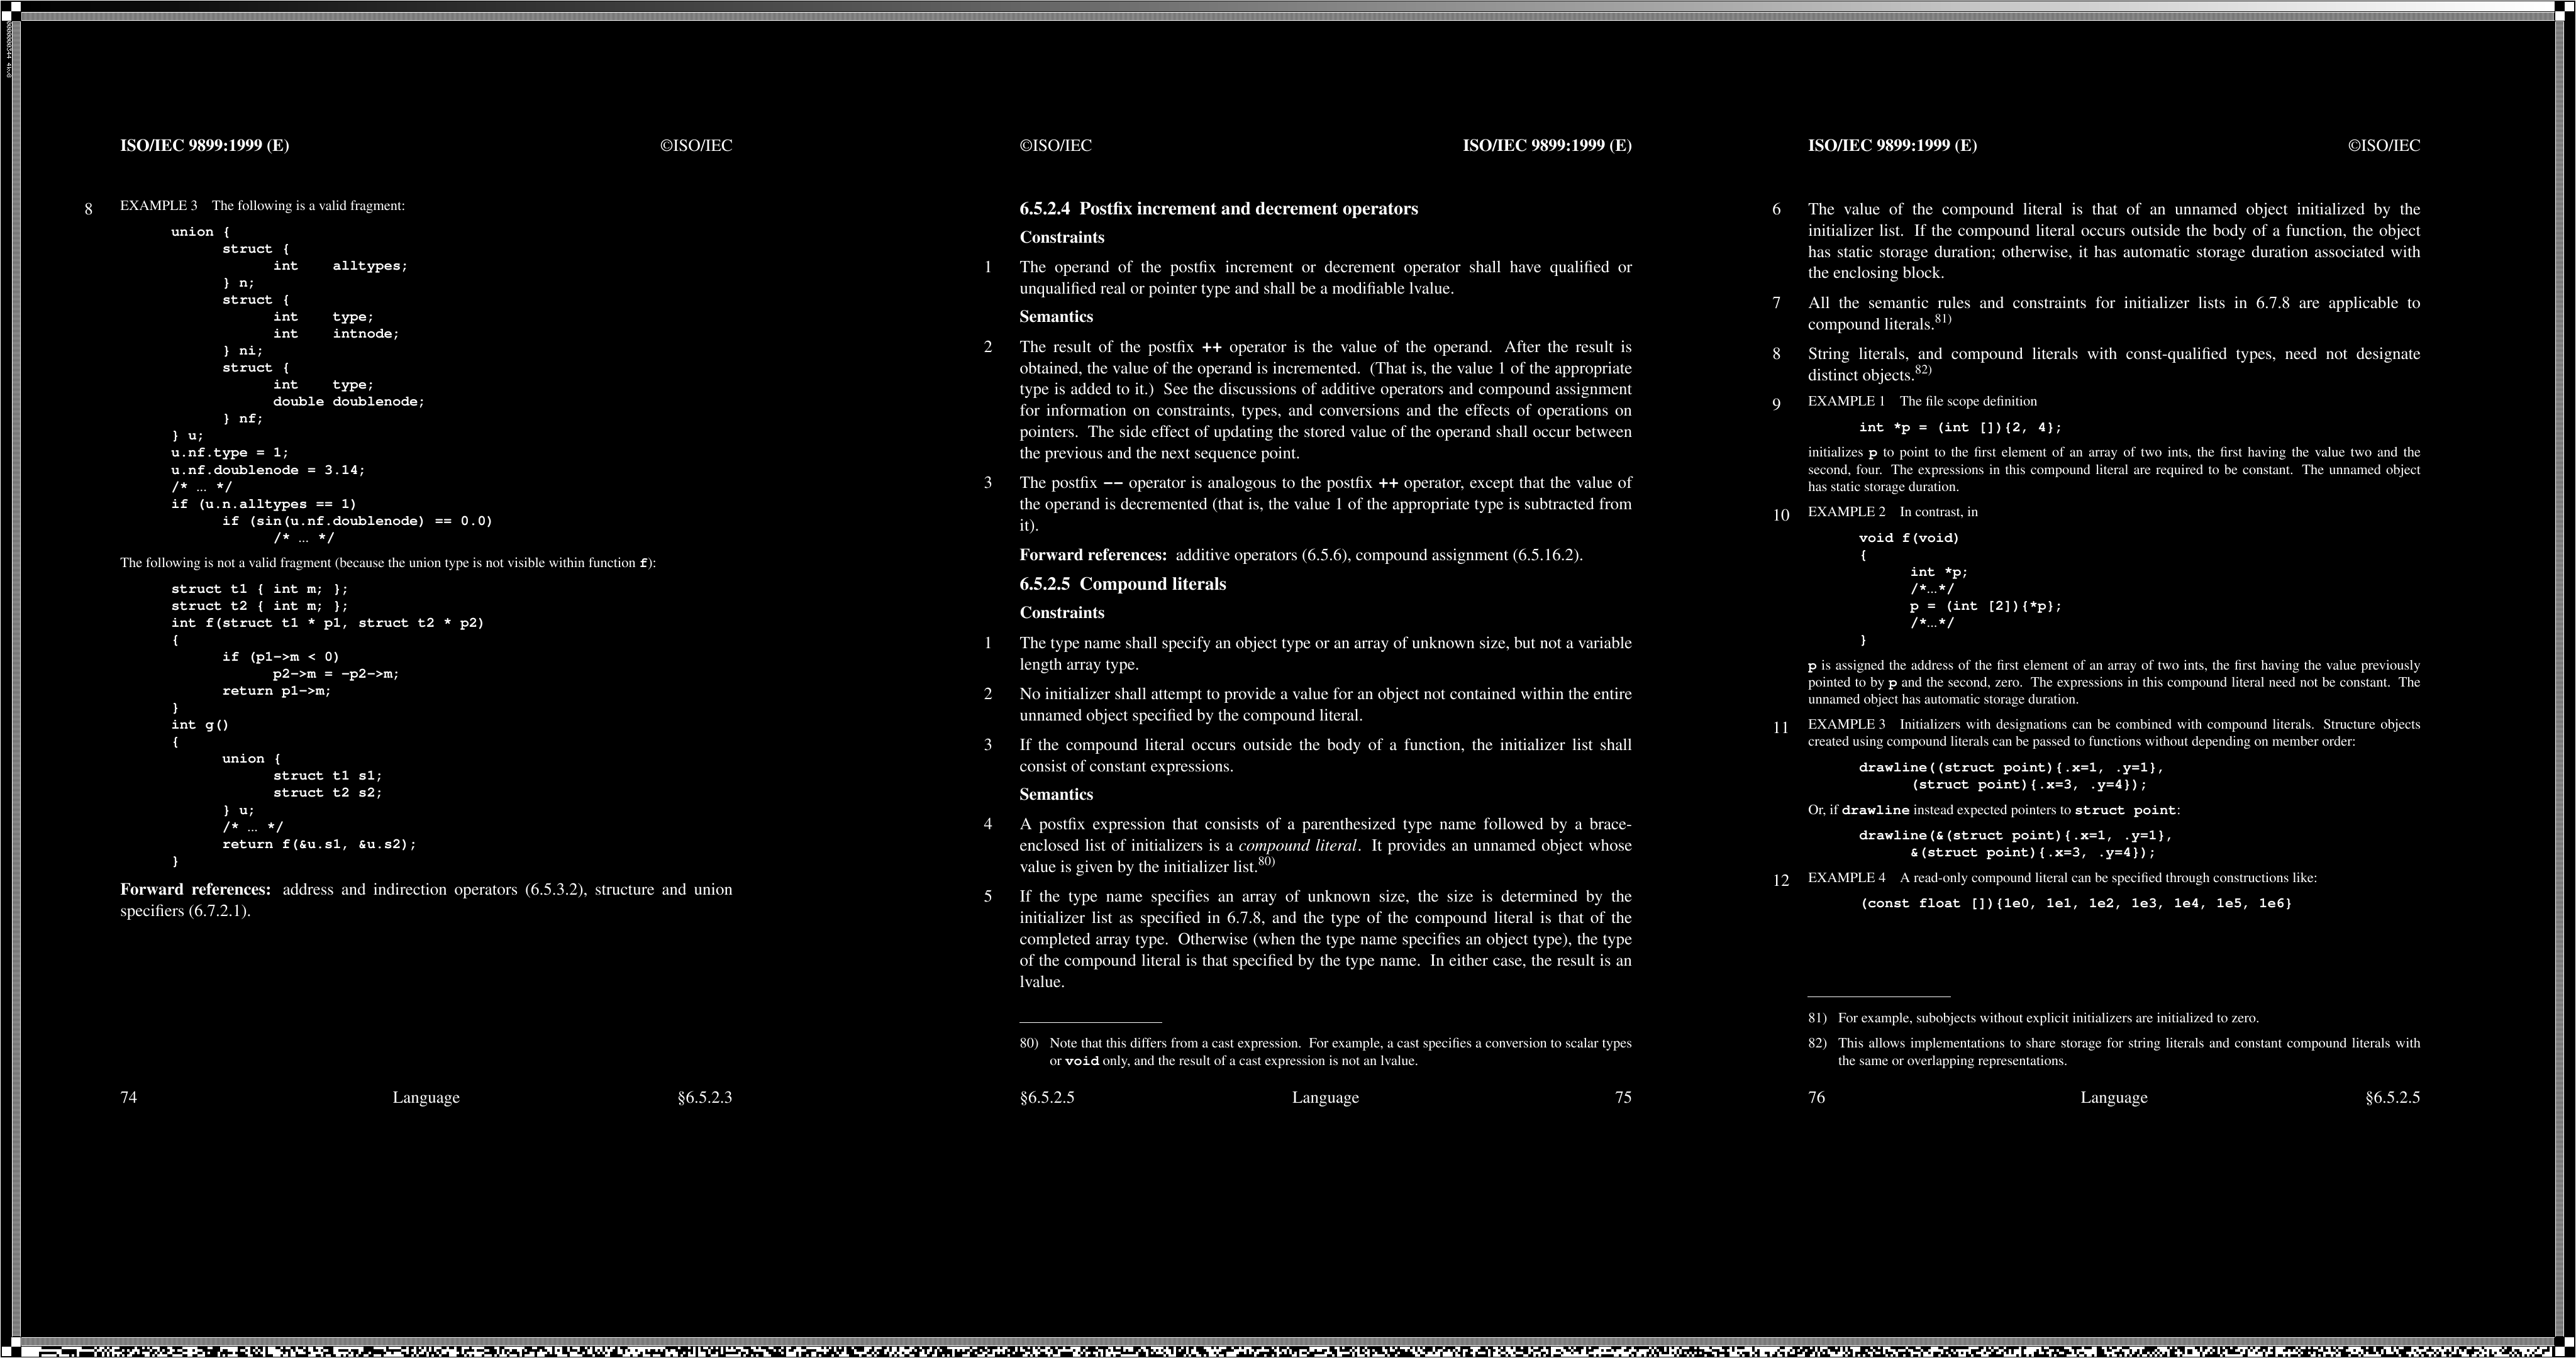 ISO/IEC 9899:1999 (E) ©ISO/IEC
8 EXAMPLE 3 The following is a valid fragment:
union {
struct {
int alltypes;
} n;
struct {
int type;
int intnode;
} ni;
struct {
int type;
double doublenode;
} nf;
} u;
u.nf.type = 1;
u.nf.doublenode = 3.14;
/* ... */
if (u.n.alltypes == 1)
if (sin(u.nf.doublenode) == 0.0)
/* ... */
The following is not a valid fragment (because the union type is not visible within function f):
struct t1 { int m; };
struct t2 { int m; };
int f(struct t1 * p1, struct t2 * p2)
{
if (p1->m < 0)
p2->m = -p2->m;
return p1->m;
}
int g()
{
union {
struct t1 s1;
struct t2 s2;
} u;
/* ... */
return f(&u.s1, &u.s2);
}
Forward references: address and indirection operators (6.5.3.2), structure and union
specifiers (6.7.2.1).
74 Language §6.5.2.3
©ISO/IEC ISO/IEC 9899:1999 (E)
6.5.2.4 Postfix increment and decrement operators
Constraints
1 The operand of the postfix increment or decrement operator shall have qualified or
unqualified real or pointer type and shall be a modifiable lvalue.
Semantics
2 The result of the postfix ++ operator is the value of the operand. After the result is
obtained, the value of the operand is incremented. (That is, the value 1 of the appropriate
type is added to it.) See the discussions of additive operators and compound assignment
for information on constraints, types, and conversions and the effects of operations on
pointers. The side effect of updating the stored value of the operand shall occur between
the previous and the next sequence point.
3 The postfix -- operator is analogous to the postfix ++ operator, except that the value of
the operand is decremented (that is, the value 1 of the appropriate type is subtracted from
it).
Forward references: additive operators (6.5.6), compound assignment (6.5.16.2).
6.5.2.5 Compound literals
Constraints
1 The type name shall specify an object type or an array of unknown size, but not a variable
length array type.
2 No initializer shall attempt to provide a value for an object not contained within the entire
unnamed object specified by the compound literal.
3 If the compound literal occurs outside the body of a function, the initializer list shall
consist of constant expressions.
Semantics
4 A postfix expression that consists of a parenthesized type name followed by a brace-
enclosed list of initializers is a compound literal. It provides an unnamed object whose
value is given by the initializer list.80)
5 If the type name specifies an array of unknown size, the size is determined by the
initializer list as specified in 6.7.8, and the type of the compound literal is that of the
completed array type. Otherwise (when the type name specifies an object type), the type
of the compound literal is that specified by the type name. In either case, the result is an
lvalue.
80) Note that this differs from a cast expression. For example, a cast specifies a conversion to scalar types
or void only, and the result of a cast expression is not an lvalue.
§6.5.2.5 Language 75
ISO/IEC 9899:1999 (E) ©ISO/IEC
6 The value of the compound literal is that of an unnamed object initialized by the
initializer list. If the compound literal occurs outside the body of a function, the object
has static storage duration; otherwise, it has automatic storage duration associated with
the enclosing block.
7 All the semantic rules and constraints for initializer lists in 6.7.8 are applicable to
compound literals.81)
8 String literals, and compound literals with const-qualified types, need not designate
distinct objects.82)
9 EXAMPLE 1 The file scope definition
int *p = (int []){2, 4};
initializes p to point to the first element of an array of two ints, the first having the value two and the
second, four. The expressions in this compound literal are required to be constant. The unnamed object
has static storage duration.
10 EXAMPLE 2 In contrast, in
void f(void)
{
int *p;
/*...*/
p = (int [2]){*p};
/*...*/
}
p is assigned the address of the first element of an array of two ints, the first having the value previously
pointed to by p and the second, zero. The expressions in this compound literal need not be constant. The
unnamed object has automatic storage duration.
11 EXAMPLE 3 Initializers with designations can be combined with compound literals. Structure objects
created using compound literals can be passed to functions without depending on member order:
drawline((struct point){.x=1, .y=1},
(struct point){.x=3, .y=4});
Or, if drawline instead expected pointers to struct point:
drawline(&(struct point){.x=1, .y=1},
&(struct point){.x=3, .y=4});
12 EXAMPLE 4 A read-only compound literal can be specified through constructions like:
(const float []){1e0, 1e1, 1e2, 1e3, 1e4, 1e5, 1e6}
81) For example, subobjects without explicit initializers are initialized to zero.
82) This allows implementations to share storage for string literals and constant compound literals with
the same or overlapping representations.
76 Language §6.5.2.5